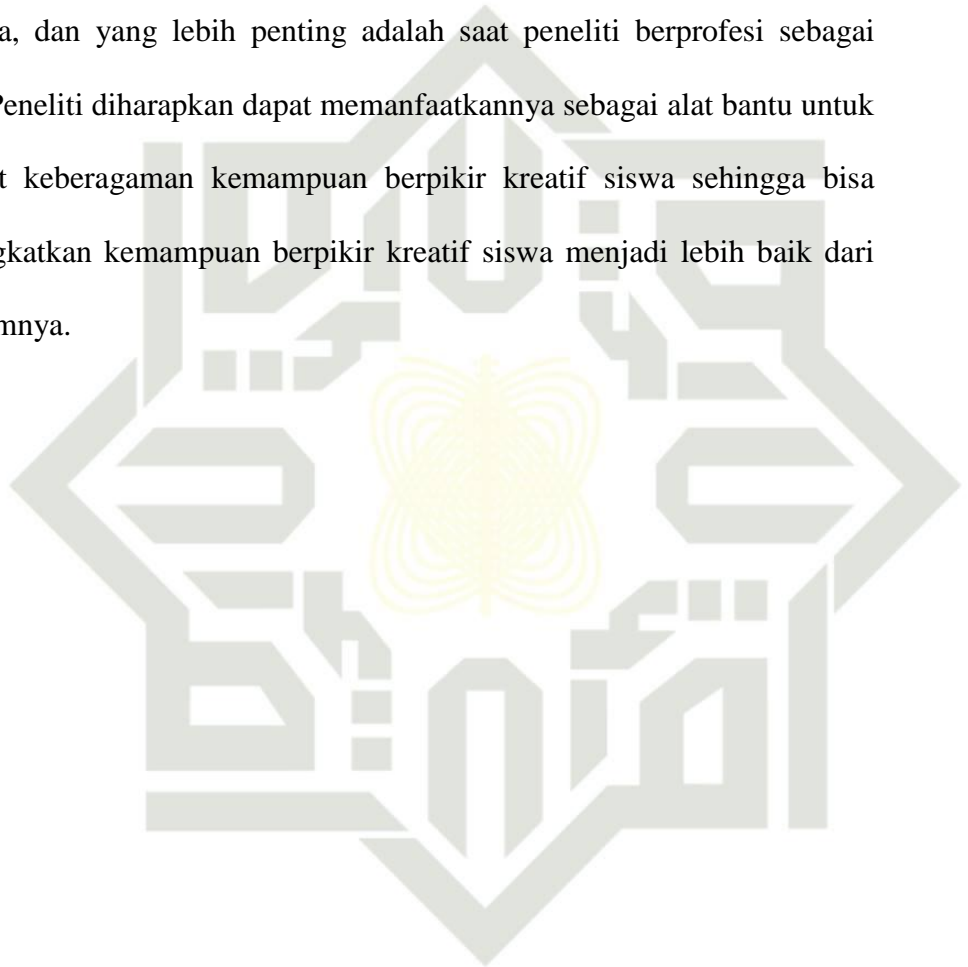 a, dan yang lebih penting adalah saat peneliti berprofesi sebagai
Peneliti diharapkan dapat memanfaatkannya sebagai alat bantu untuk
t keberagaman kemampuan berpikir kreatif siswa sehingga bisa
gkatkan kemampuan berpikir kreatif siswa menjadi lebih baik dari
mnya.